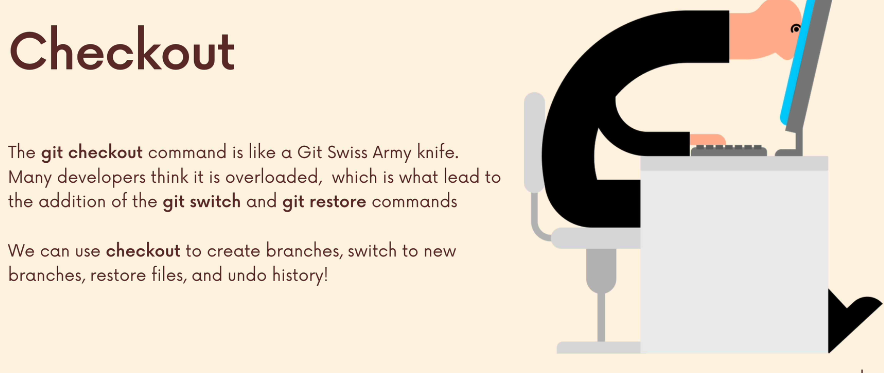 Checkout
The git checkout command is like a Git Swiss Army knife.
Many developers think it is overloaded, which is what lead to
the addition of the git switch and git restore commands
We can use checkout to create branches, switch to new
branches, restore files, and undo history!